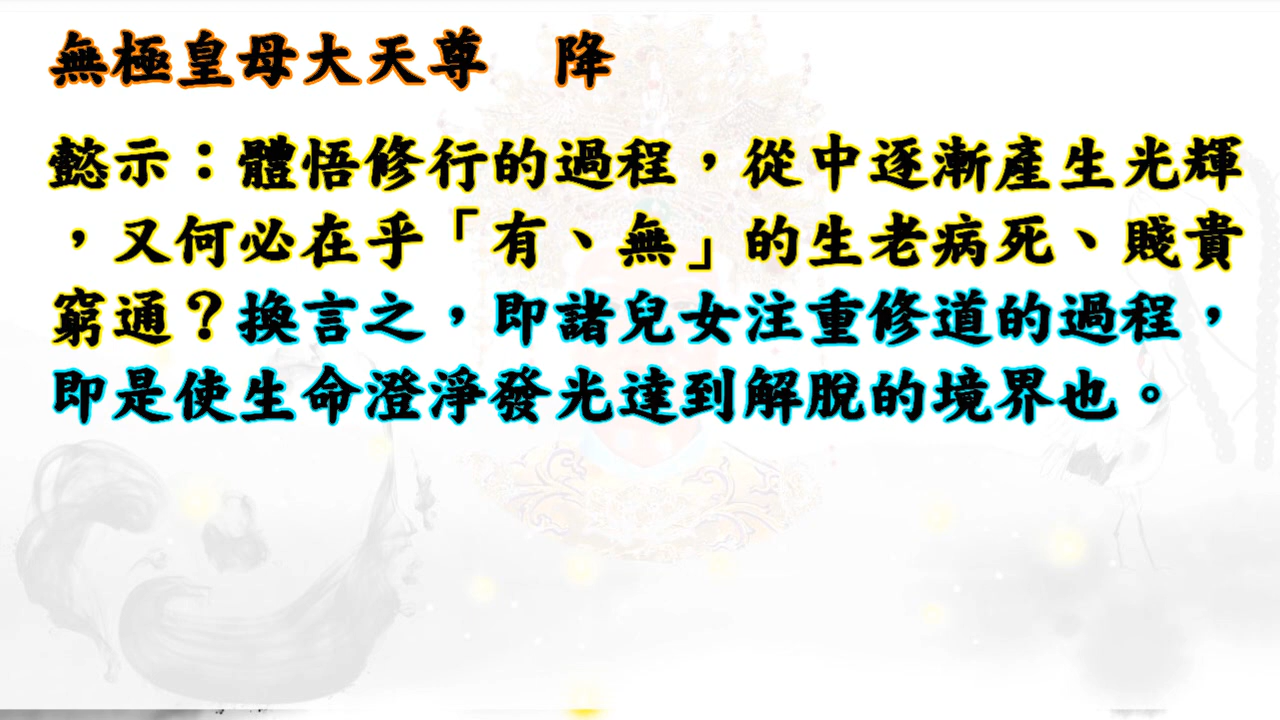 無極皇母大天尊　降
懿示：體悟修行的過程，從中逐漸產生光輝
，又何必在乎「有、無」的生老病死、賤貴
窮通？換言之，即諸兒女注重修道的過程，
即是使生命澄淨發光達到解脫的境界也。